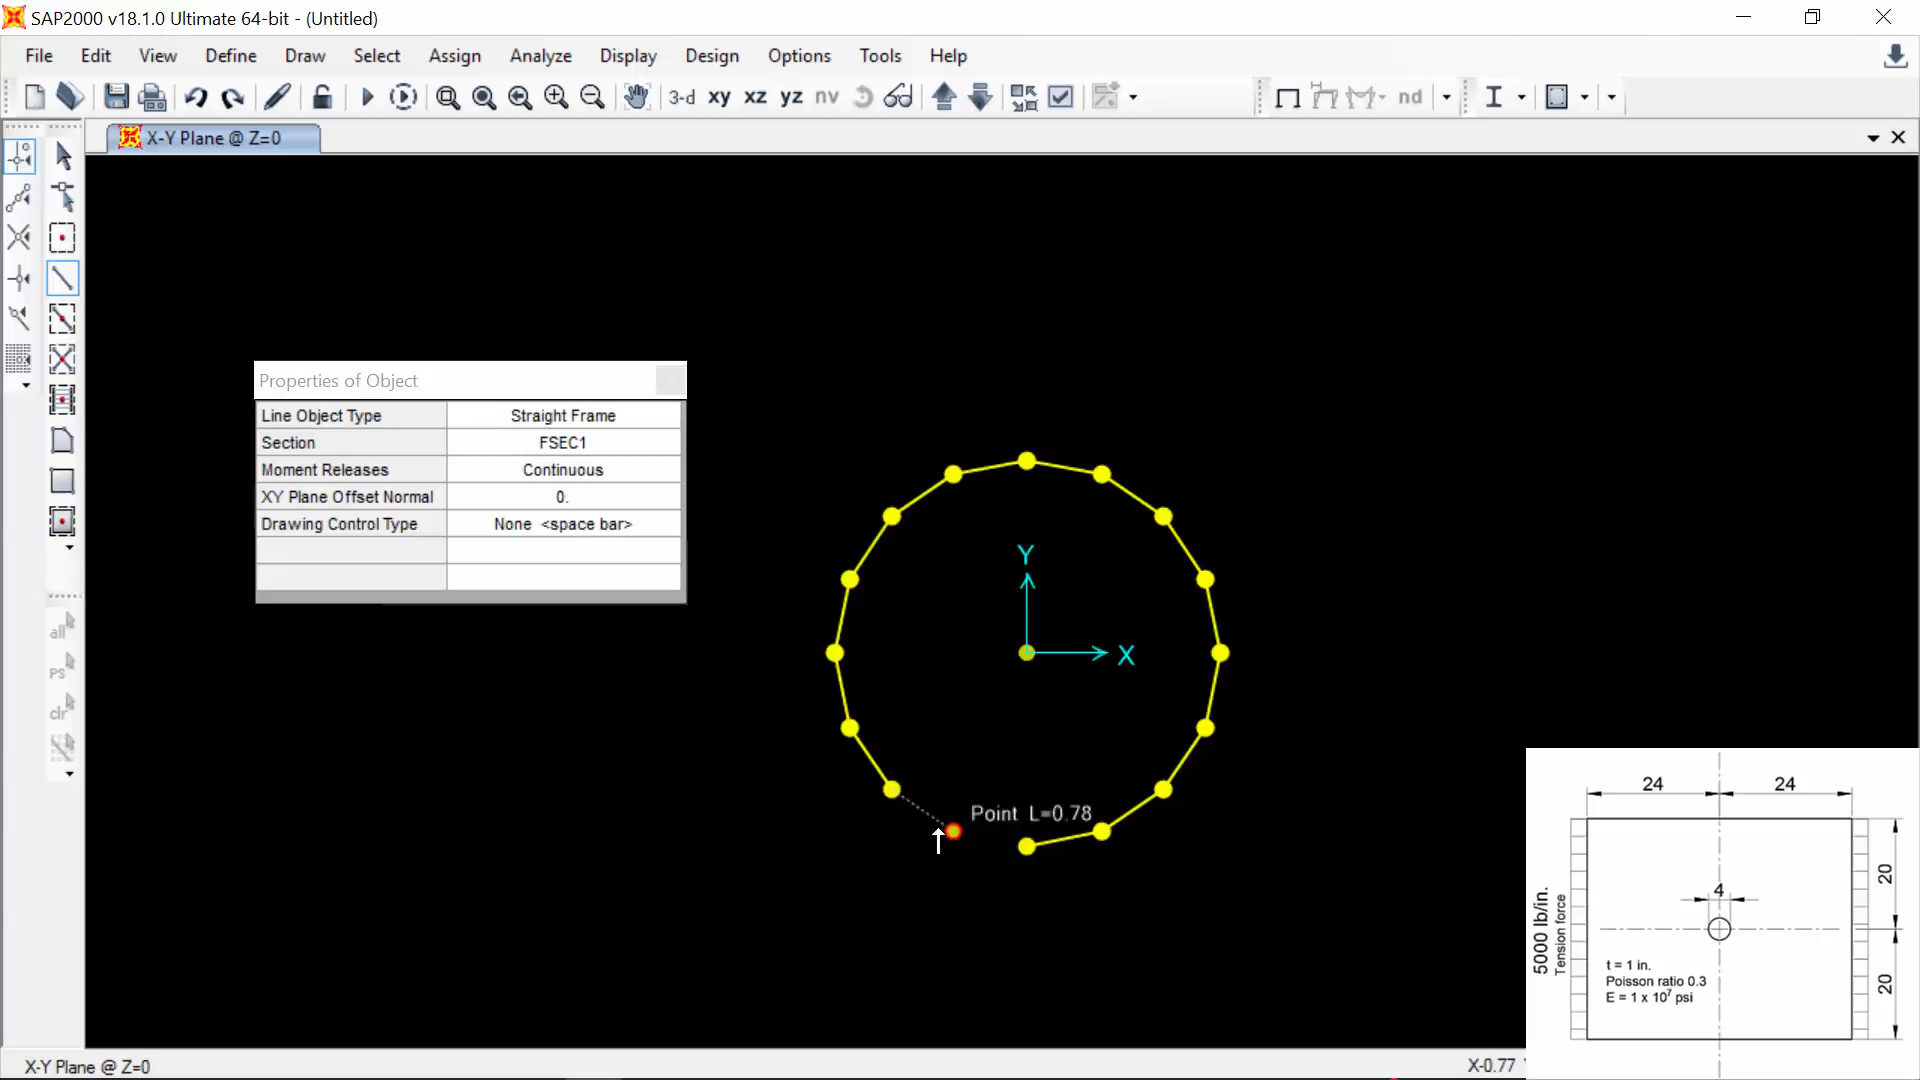 SAP2000 v18.1.0 Ultimate 64-bit - (Untitled)
File Edit View Define Draw Select Assign Analyze Display Design Options Tools Help
3-d xy xz yz nv nd
X-Y Plane @ Z=0
Properties of Object
Line Object Type Straight Frame
Section FSEC1
Moment Releases Continuous
XY Plane Offset Normal 0.
Drawing Control Type None <space bar>
Y
X
Point L=0.78
all
ps
clr
24 24
4
20
20
5000 lb/in.
Tension force
t = 1 in.
Poisson ratio 0.3
E = 1 x 10⁷ psi
X-Y Plane @ Z=0
X-0.77